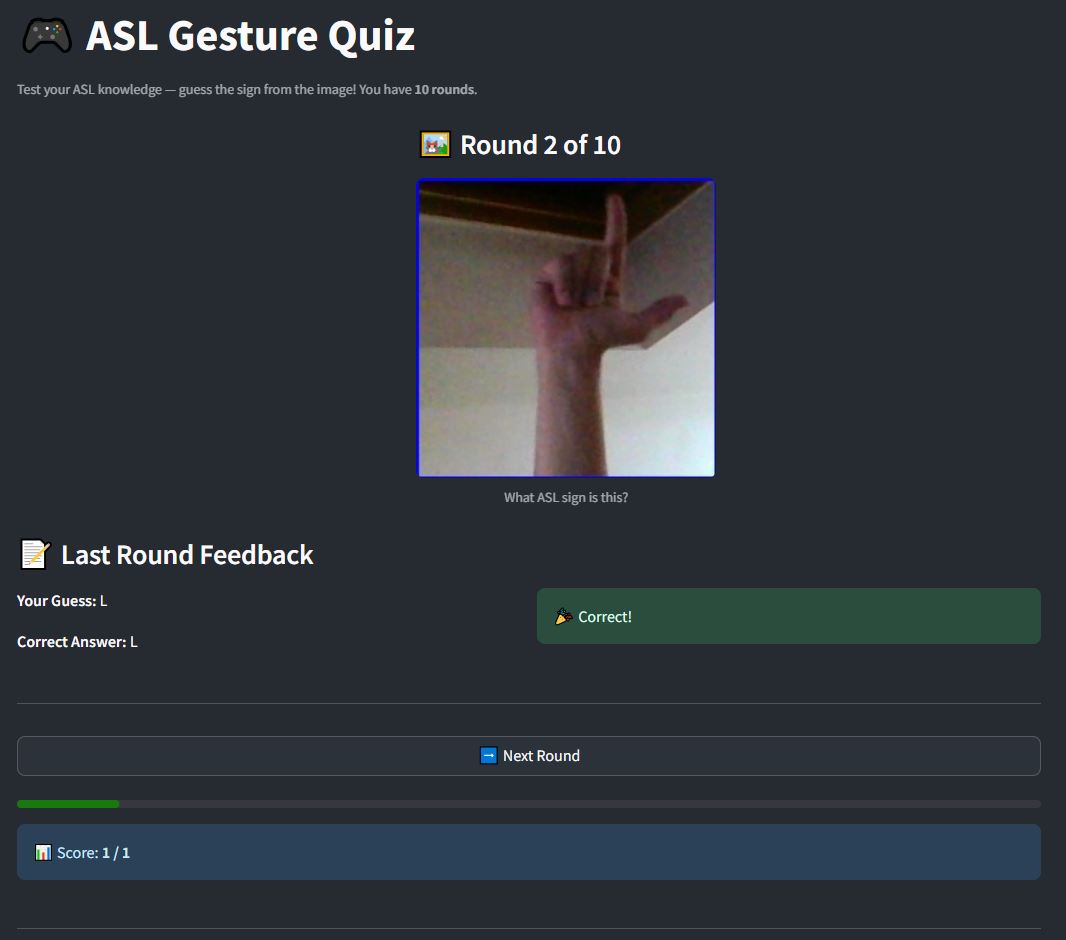 🎮 ASL Gesture Quiz
Test your ASL knowledge — guess the sign from the image! You have 10 rounds.
🖼️ Round 2 of 10
What ASL sign is this?
📝 Last Round Feedback
Your Guess: L
🎉 Correct!
Correct Answer: L
➡️ Next Round
📊 Score: 1 / 1